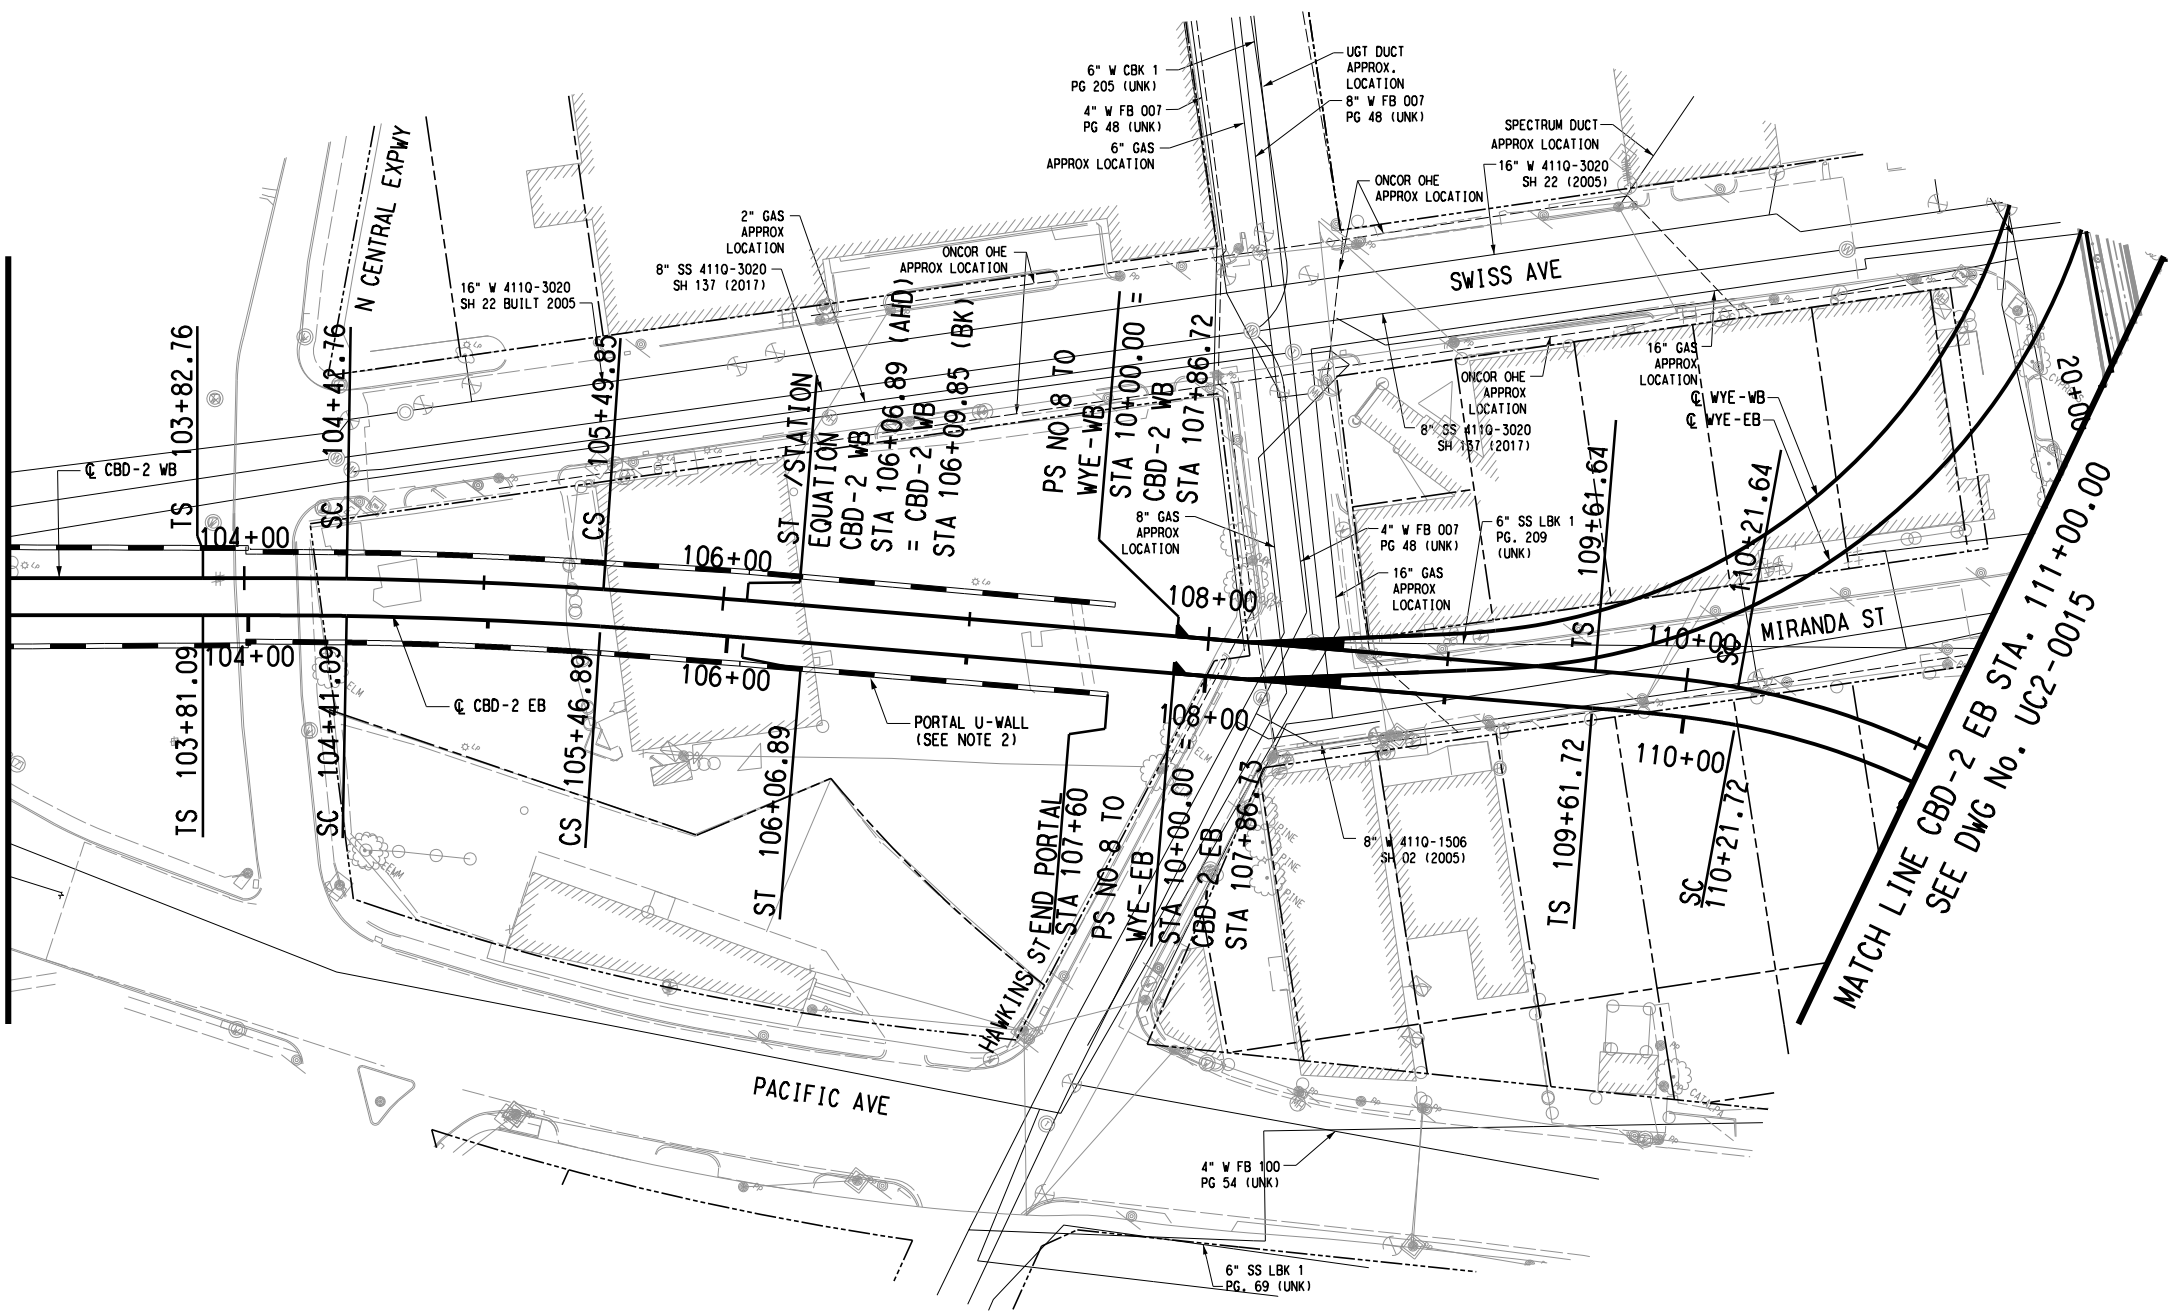 6" W CBK 1
PG 205 (UNK)
4" W FB 007
PG 48 (UNK)
6" GAS
APPROX LOCATION
UGT DUCT
APPROX.
LOCATION
8" W FB 007
PG 48 (UNK)
SPECTRUM DUCT
APPROX LOCATION
16" W 411Q-3020
SH 22 (2005)
ONCOR OHE
APPROX LOCATION
N CENTRAL EXPWY
2" GAS
APPROX
LOCATION
8" SS 411Q-3020
SH 137 (2017)
ONCOR OHE
APPROX LOCATION
16" W 411Q-3020
SH 22 BUILT 2005
SWISS AVE
TS 103+82.76
SC 104+42.76
CS 105+49.85
ST /STATION
EQUATION
CBD-2 WB
STA 106+06.89 (AHD)
= CBD-2 WB
STA 106+09.85 (BK)
PS NO 8 TO
WYE-WB
STA 10+00.00 =
CBD-2 WB
STA 107+86.72
16" GAS
APPROX
LOCATION
ONCOR OHE
APPROX
LOCATION
8" SS 411Q-3020
SH 137 (2017)
℄ WYE-WB
℄ WYE-EB
20+00
℄ CBD-2 WB
8" GAS
APPROX
LOCATION
4" W FB 007
PG 48 (UNK)
6" SS LBK 1
PG. 209
(UNK)
16" GAS
APPROX
LOCATION
TS 109+61.64
SC 110+21.64
104+00
106+00
108+00
110+00
MIRANDA ST
104+00
106+00
108+00
110+00
℄ CBD-2 EB
PORTAL U-WALL
(SEE NOTE 2)
TS 103+81.09
SC 104+41.09
CS 105+46.89
ST 106+06.89
END PORTAL
STA 107+60
PS NO 8 TO
WYE-EB
STA 10+00.00 =
CBD-2 EB
STA 107+86.73
8" W 411Q-1506
SH 02 (2005)
TS 109+61.72
SC
110+21.72
MATCH LINE CBD-2 EB STA. 111+00.00
SEE DWG No. UC2-0015
ELM
ELM
ELM
PINE
PINE
PINE
CATALPA
HAWKINS ST
PACIFIC AVE
4" W FB 100
PG 54 (UNK)
6" SS LBK 1
PG. 69 (UNK)